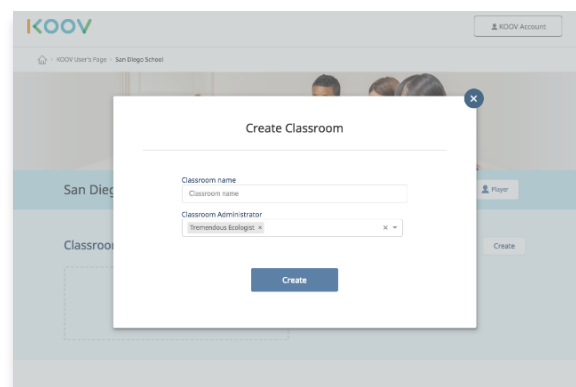 KOOV
KOOV Account
KOOV User's Page San Diego School
Create Classroom
Classroom name
Classroom name
Classroom Administrator
Tremendous Ecologist ×
Create
San Dieg
Player
Classroo
Create